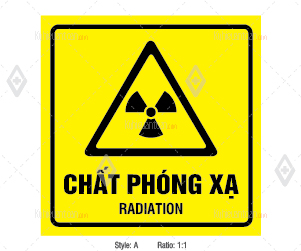 CHẤT PHÓNG XẠ
RADIATION
Style: A Ratio: 1:1